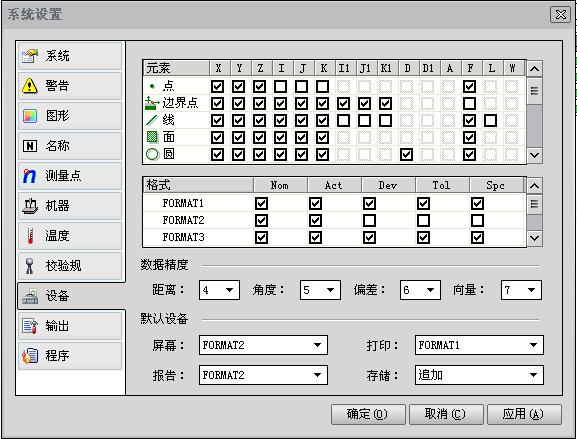 系统设置
系统
警告
图形
名称
测量点
机器
温度
校验规
设备
输出
程序
元素 X Y Z I J K I1 J1 K1 D D1 A F L W
点
边界点
线
面
圆
格式 Nom Act Dev Tol Spc
FORMAT1
FORMAT2
FORMAT3
数据精度
距离： 4 角度： 5 偏差： 6 向量： 7
默认设备
屏幕： FORMAT2 打印： FORMAT1
报告： FORMAT2 存储： 追加
确定(O) 取消(C) 应用(A)